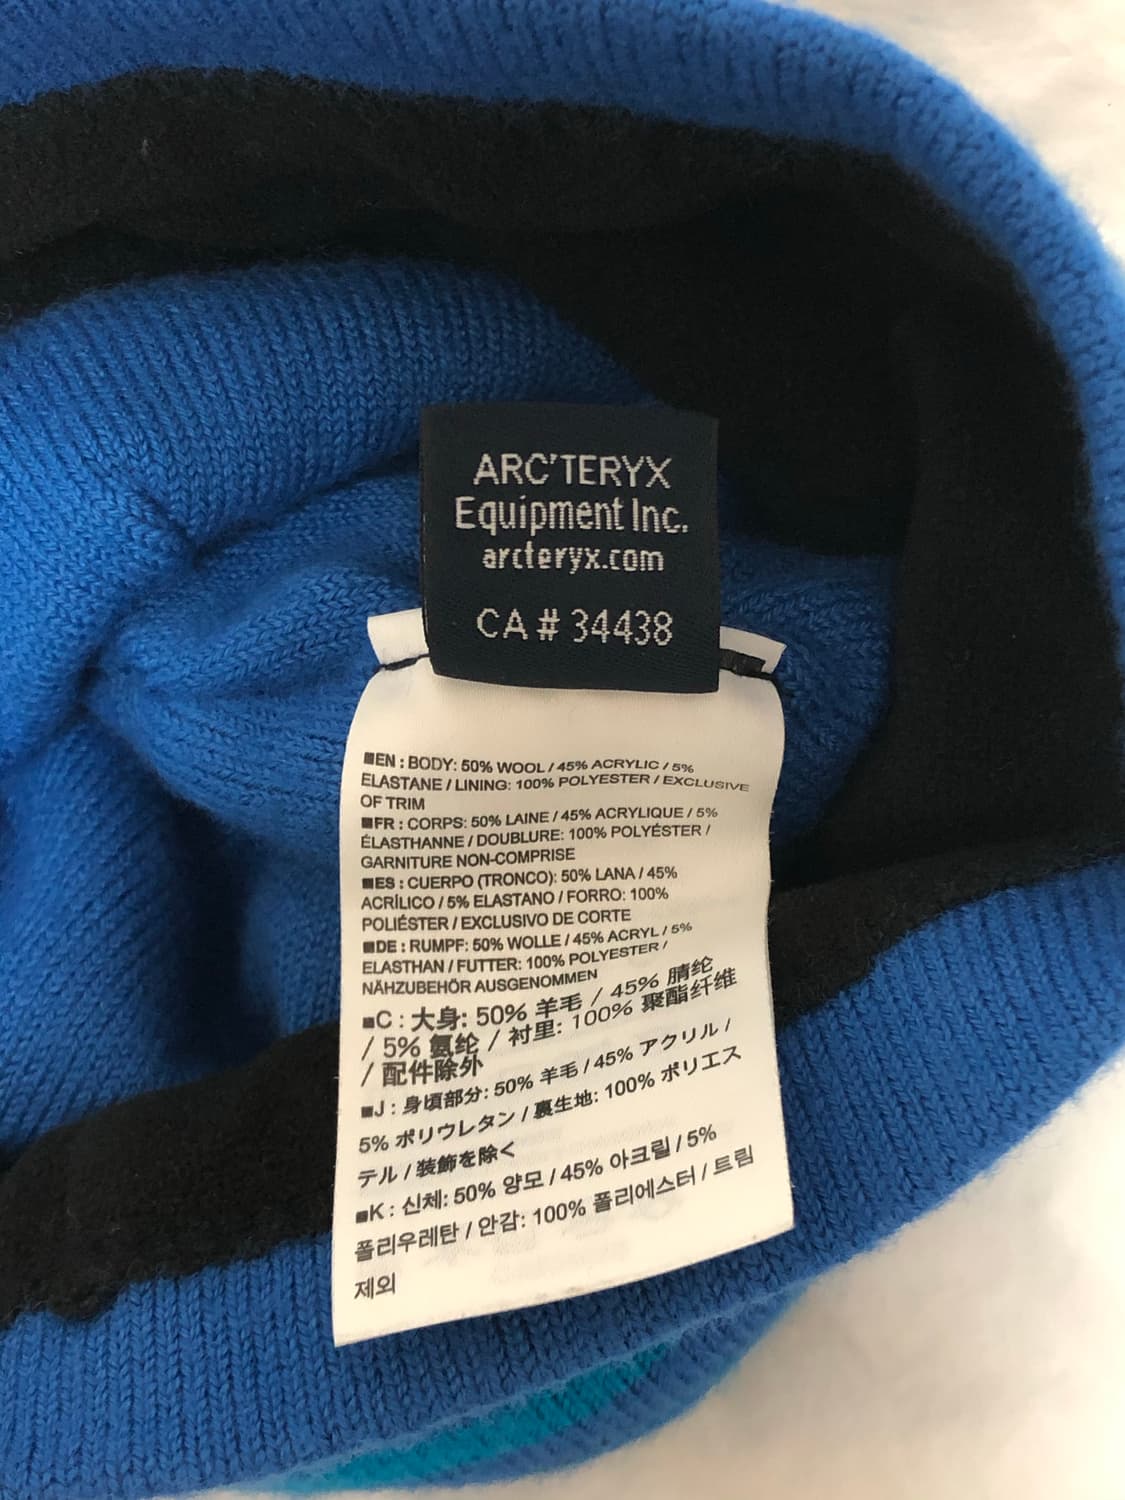 ARC'TERYX
Equipment Inc.
arcteryx.com
CA # 34438
■EN : BODY: 50% WOOL / 45% ACRYLIC / 5%
ELASTANE / LINING: 100% POLYESTER / EXCLUSIVE
OF TRIM
■FR : CORPS: 50% LAINE / 45% ACRYLIQUE / 5%
ÉLASTHANNE / DOUBLURE: 100% POLYÉSTER /
GARNITURE NON-COMPRISE
■ES : CUERPO (TRONCO): 50% LANA / 45%
ACRÍLICO / 5% ELASTANO / FORRO: 100%
POLIÉSTER / EXCLUSIVO DE CORTE
■DE : RUMPF: 50% WOLLE / 45% ACRYL / 5%
ELASTHAN / FUTTER: 100% POLYESTER /
NÄHZUBEHÖR AUSGENOMMEN
■C : 大身: 50% 羊毛 / 45% 腈纶
/ 5% 氨纶 / 衬里: 100% 聚酯纤维
/ 配件除外
■J : 身頃部分: 50% 羊毛 / 45% アクリル /
5% ポリウレタン / 裏生地: 100% ポリエス
テル / 装飾を除く
■K : 신체: 50% 양모 / 45% 아크릴 / 5%
폴리우레탄 / 안감: 100% 폴리에스터 / 트림
제외